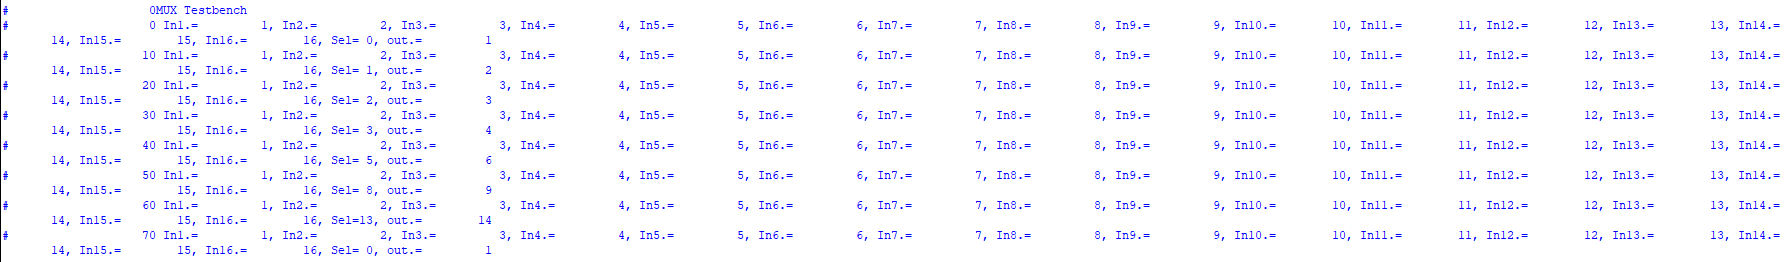 # 0MUX Testbench
# 0 In1.= 1, In2.= 2, In3.= 3, In4.= 4, In5.= 5, In6.= 6, In7.= 7, In8.= 8, In9.= 9, In10.= 10, In11.= 11, In12.= 12, In13.= 13, In14.=
14, In15.= 15, In16.= 16, Sel= 0, out.= 1
# 10 In1.= 1, In2.= 2, In3.= 3, In4.= 4, In5.= 5, In6.= 6, In7.= 7, In8.= 8, In9.= 9, In10.= 10, In11.= 11, In12.= 12, In13.= 13, In14.=
14, In15.= 15, In16.= 16, Sel= 1, out.= 2
# 20 In1.= 1, In2.= 2, In3.= 3, In4.= 4, In5.= 5, In6.= 6, In7.= 7, In8.= 8, In9.= 9, In10.= 10, In11.= 11, In12.= 12, In13.= 13, In14.=
14, In15.= 15, In16.= 16, Sel= 2, out.= 3
# 30 In1.= 1, In2.= 2, In3.= 3, In4.= 4, In5.= 5, In6.= 6, In7.= 7, In8.= 8, In9.= 9, In10.= 10, In11.= 11, In12.= 12, In13.= 13, In14.=
14, In15.= 15, In16.= 16, Sel= 3, out.= 4
# 40 In1.= 1, In2.= 2, In3.= 3, In4.= 4, In5.= 5, In6.= 6, In7.= 7, In8.= 8, In9.= 9, In10.= 10, In11.= 11, In12.= 12, In13.= 13, In14.=
14, In15.= 15, In16.= 16, Sel= 5, out.= 6
# 50 In1.= 1, In2.= 2, In3.= 3, In4.= 4, In5.= 5, In6.= 6, In7.= 7, In8.= 8, In9.= 9, In10.= 10, In11.= 11, In12.= 12, In13.= 13, In14.=
14, In15.= 15, In16.= 16, Sel= 8, out.= 9
# 60 In1.= 1, In2.= 2, In3.= 3, In4.= 4, In5.= 5, In6.= 6, In7.= 7, In8.= 8, In9.= 9, In10.= 10, In11.= 11, In12.= 12, In13.= 13, In14.=
14, In15.= 15, In16.= 16, Sel=13, out.= 14
# 70 In1.= 1, In2.= 2, In3.= 3, In4.= 4, In5.= 5, In6.= 6, In7.= 7, In8.= 8, In9.= 9, In10.= 10, In11.= 11, In12.= 12, In13.= 13, In14.=
14, In15.= 15, In16.= 16, Sel= 0, out.= 1